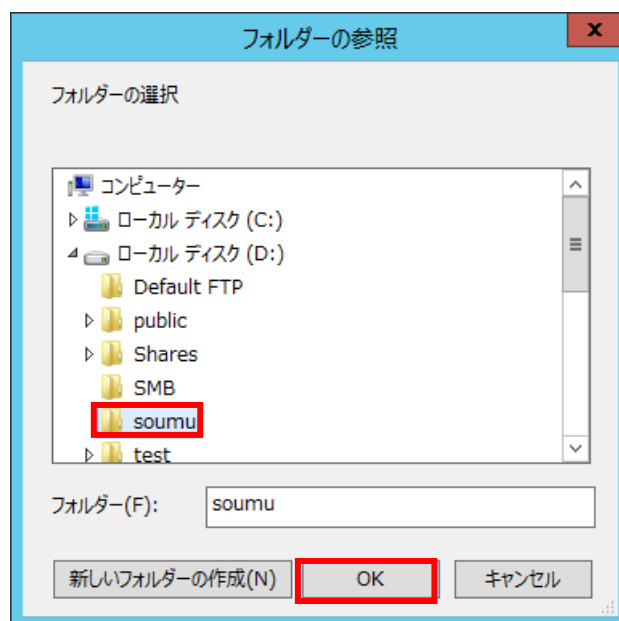 フォルダーの参照
x
フォルダーの選択
コンピューター
ローカル ディスク (C:)
ローカル ディスク (D:)
Default FTP
public
Shares
SMB
soumu
test
フォルダー(F): soumu
新しいフォルダーの作成(N) OK キャンセル